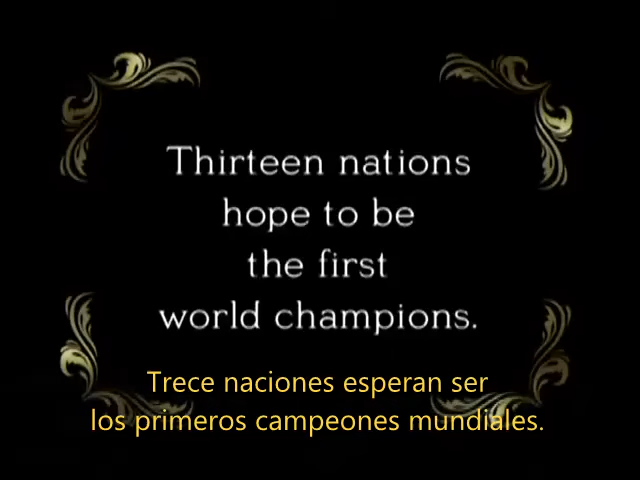 Thirteen nations
hope to be
the first
world champions.
Trece naciones esperan ser
los primeros campeones mundiales.